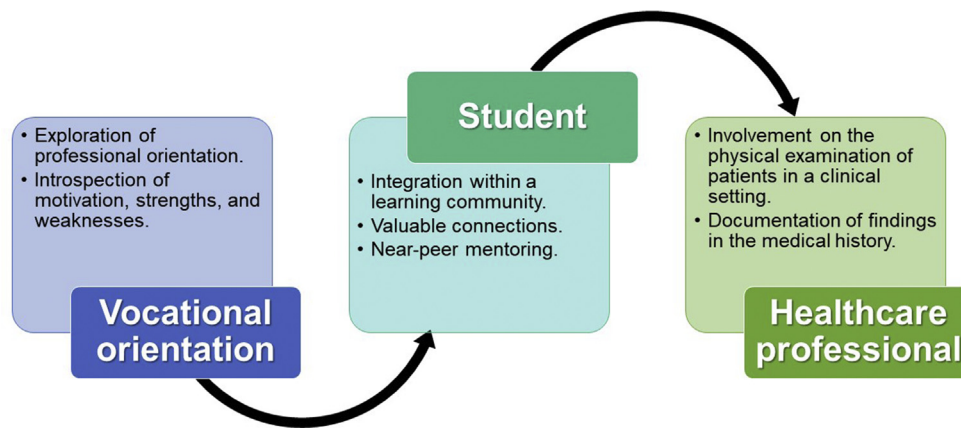 • Exploration of
professional orientation.
• Introspection of
motivation, strengths, and
weaknesses.
Vocational
orientation
Student
• Integration within a
learning community.
• Valuable connections.
• Near-peer mentoring.
• Involvement on the
physical examination of
patients in a clinical
setting.
• Documentation of findings
in the medical history.
Healthcare
professional